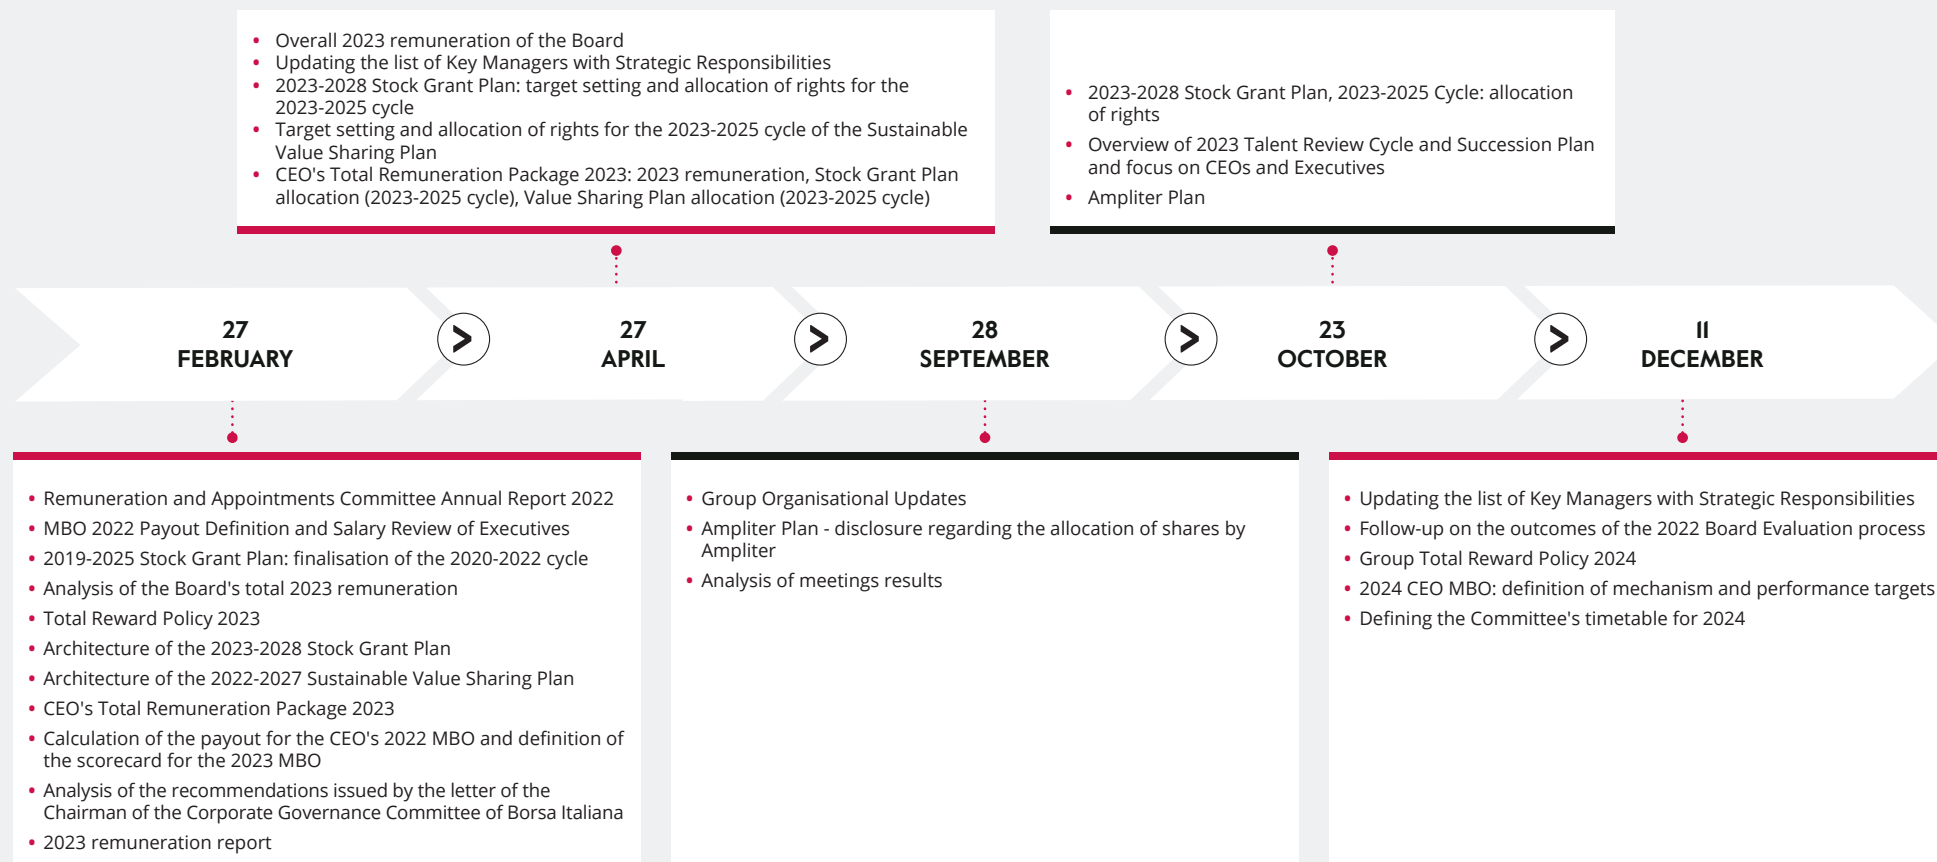 • Overall 2023 remuneration of the Board
• Updating the list of Key Managers with Strategic Responsibilities
• 2023-2028 Stock Grant Plan: target setting and allocation of rights for the
2023-2025 cycle
• Target setting and allocation of rights for the 2023-2025 cycle of the Sustainable
Value Sharing Plan
• CEO's Total Remuneration Package 2023: 2023 remuneration, Stock Grant Plan
allocation (2023-2025 cycle), Value Sharing Plan allocation (2023-2025 cycle)
• 2023-2028 Stock Grant Plan, 2023-2025 Cycle: allocation
of rights
• Overview of 2023 Talent Review Cycle and Succession Plan
and focus on CEOs and Executives
• Ampliter Plan
27
FEBRUARY
>
27
APRIL
>
28
SEPTEMBER
>
23
OCTOBER
>
11
DECEMBER
• Remuneration and Appointments Committee Annual Report 2022
• MBO 2022 Payout Definition and Salary Review of Executives
• 2019-2025 Stock Grant Plan: finalisation of the 2020-2022 cycle
• Analysis of the Board's total 2023 remuneration
• Total Reward Policy 2023
• Architecture of the 2023-2028 Stock Grant Plan
• Architecture of the 2022-2027 Sustainable Value Sharing Plan
• CEO's Total Remuneration Package 2023
• Calculation of the payout for the CEO's 2022 MBO and definition of
the scorecard for the 2023 MBO
• Analysis of the recommendations issued by the letter of the
Chairman of the Corporate Governance Committee of Borsa Italiana
• 2023 remuneration report
• Group Organisational Updates
• Ampliter Plan - disclosure regarding the allocation of shares by
Ampliter
• Analysis of meetings results
• Updating the list of Key Managers with Strategic Responsibilities
• Follow-up on the outcomes of the 2022 Board Evaluation process
• Group Total Reward Policy 2024
• 2024 CEO MBO: definition of mechanism and performance targets
• Defining the Committee's timetable for 2024